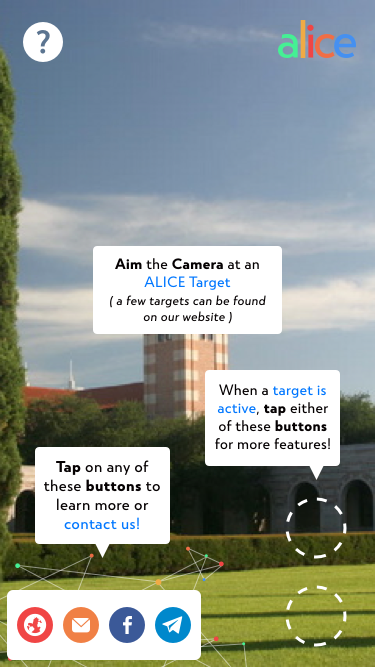 ?
alice
Aim the Camera at an
ALICE Target
( a few targets can be found
on our website )
When a target is
active, tap either
of these buttons
for more features!
Tap on any of
these buttons to
learn more or
contact us!
f